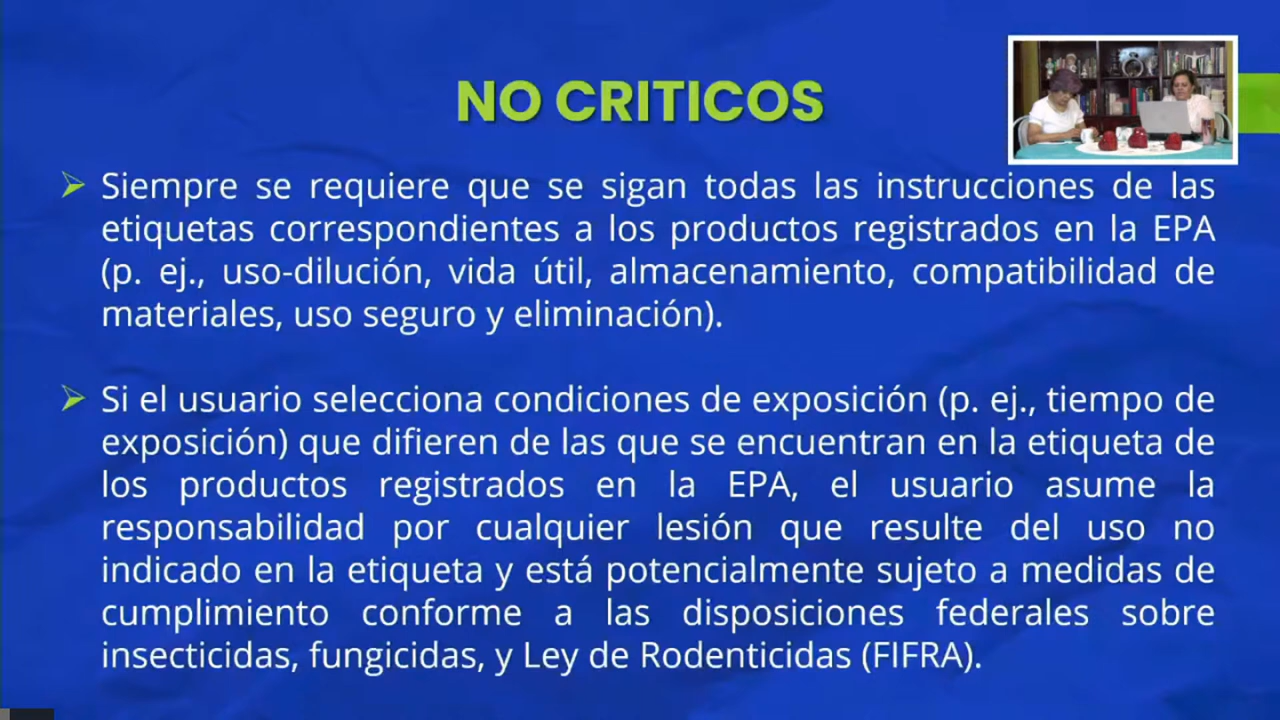 NO CRITICOS
Siempre se requiere que se sigan todas las instrucciones de las
etiquetas correspondientes a los productos registrados en la EPA
(p. ej., uso-dilución, vida útil, almacenamiento, compatibilidad de
materiales, uso seguro y eliminación).
Si el usuario selecciona condiciones de exposición (p. ej., tiempo de
exposición) que difieren de las que se encuentran en la etiqueta de
los productos registrados en la EPA, el usuario asume la
responsabilidad por cualquier lesión que resulte del uso no
indicado en la etiqueta y está potencialmente sujeto a medidas de
cumplimiento conforme a las disposiciones federales sobre
insecticidas, fungicidas, y Ley de Rodenticidas (FIFRA).